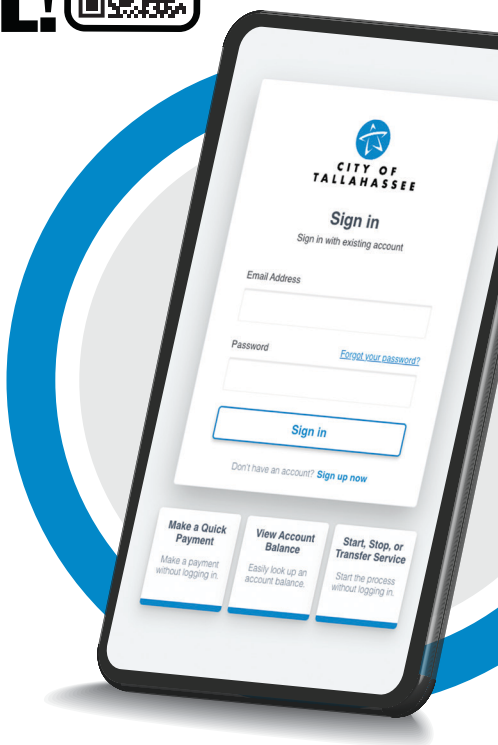 L!
CITY OF
TALLAHASSEE
Sign in
Sign in with existing account
Email Address
Password
Forgot your password?
Sign in
Don't have an account? Sign up now
Make a Quick
Payment
Make a payment
without logging in.
View Account
Balance
Easily look up an
account balance.
Start, Stop, or
Transfer Service
Start the process
without logging in.